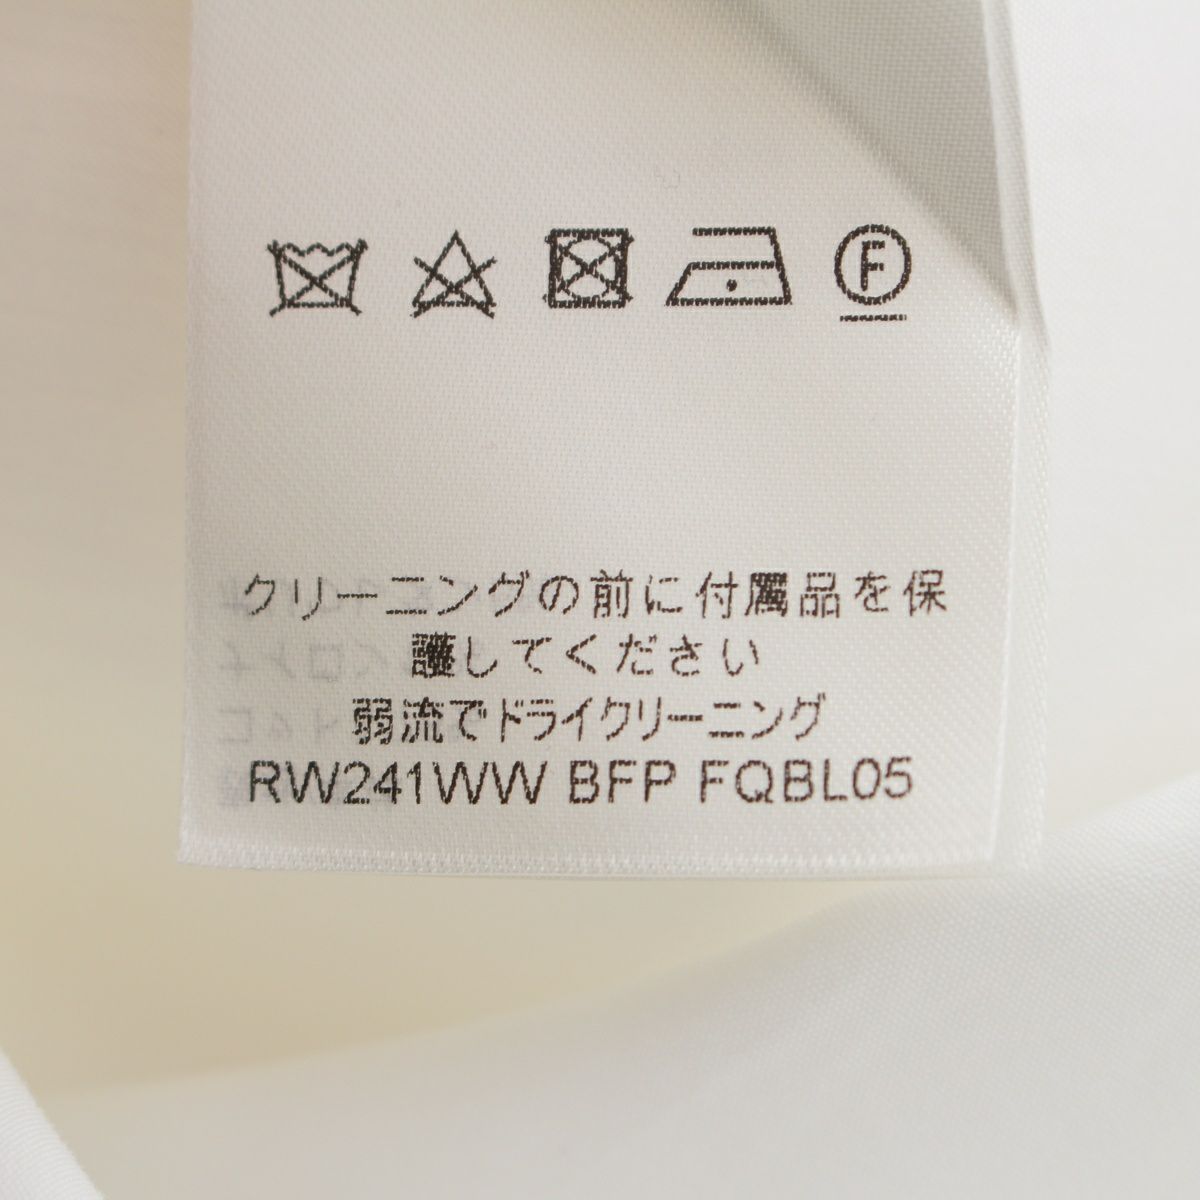 F
クリーニングの前に付属品を保
護してください
弱流でドライクリーニング
RW241WW BFP FQBL05